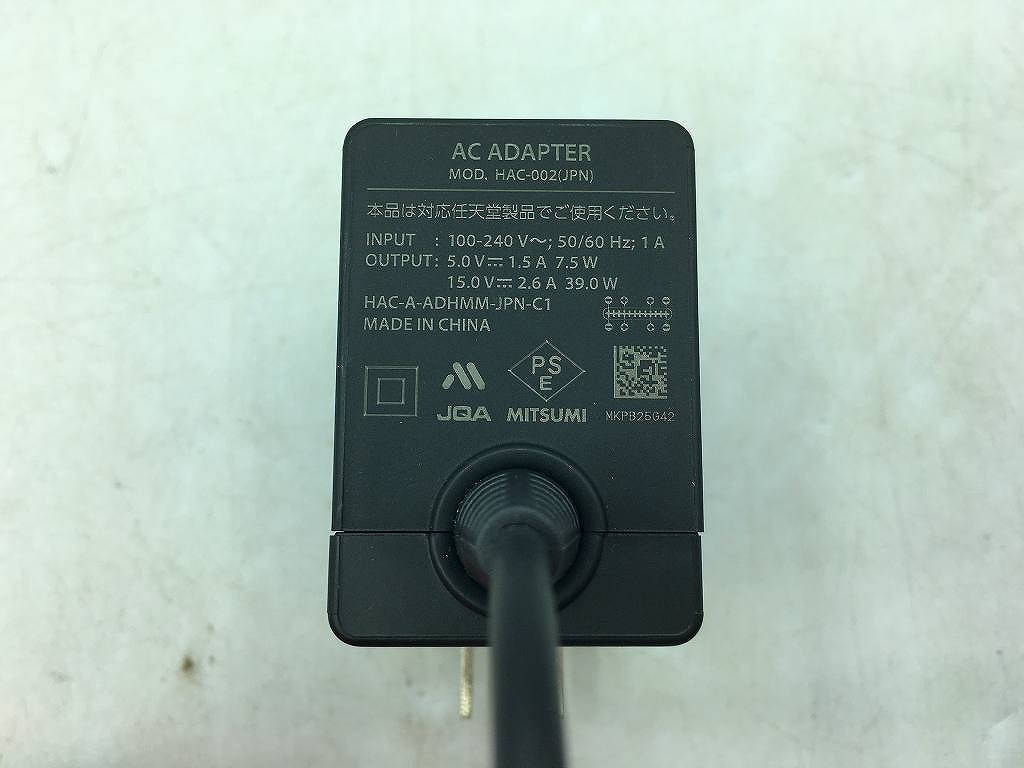 AC ADAPTER
MOD. HAC-002(JPN)
本品は対応任天堂製品でご使用ください。
INPUT : 100-240 V～; 50/60 Hz; 1 A
OUTPUT: 5.0 V⎓ 1.5 A 7.5 W
15.0 V⎓ 2.6 A 39.0 W
HAC-A-ADHMM-JPN-C1
MADE IN CHINA
PS
E
JQA MITSUMI MKPB25G42